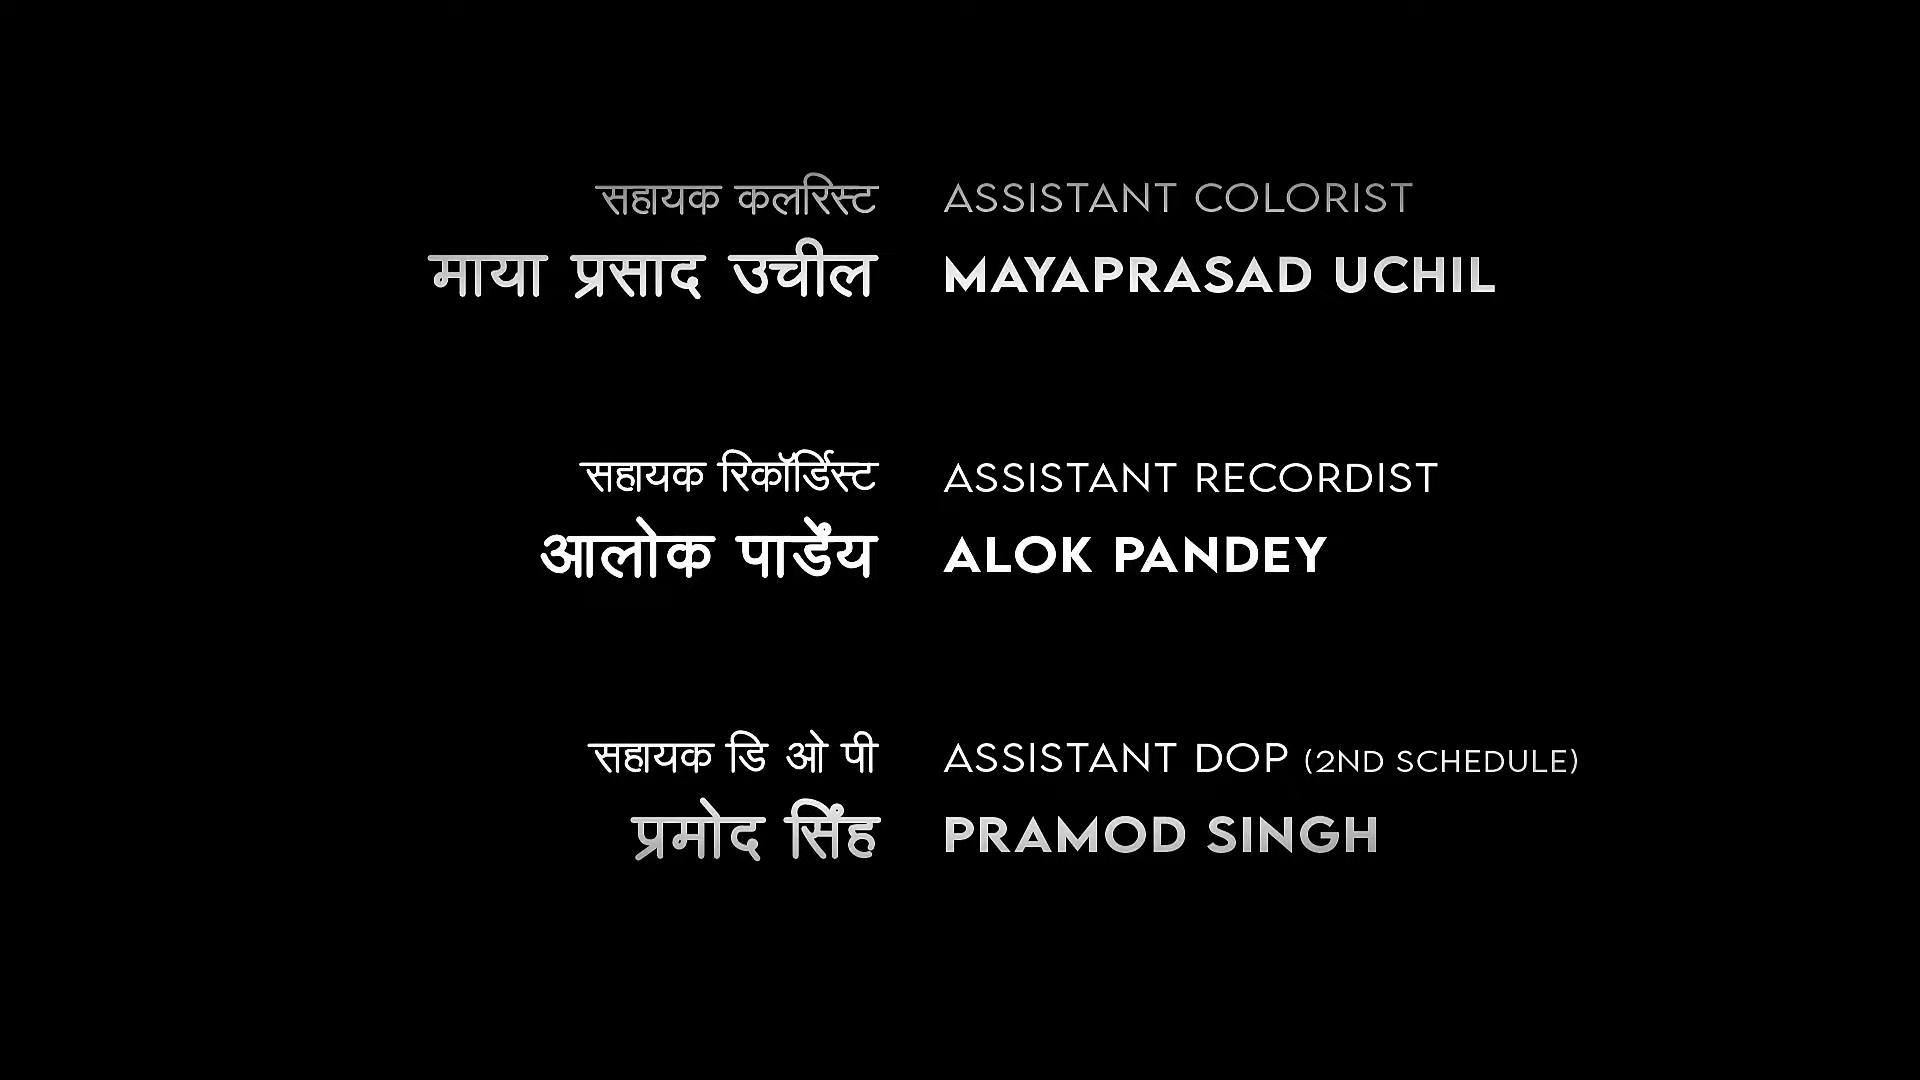 सहायक कलरिस्ट ASSISTANT COLORIST
माया प्रसाद उचील MAYAPRASAD UCHIL
सहायक रिकॉर्डिस्ट ASSISTANT RECORDIST
आलोक पार्डेंय ALOK PANDEY
सहायक डि ओ पी ASSISTANT DOP (2ND SCHEDULE)
प्रमोद सिंह PRAMOD SINGH